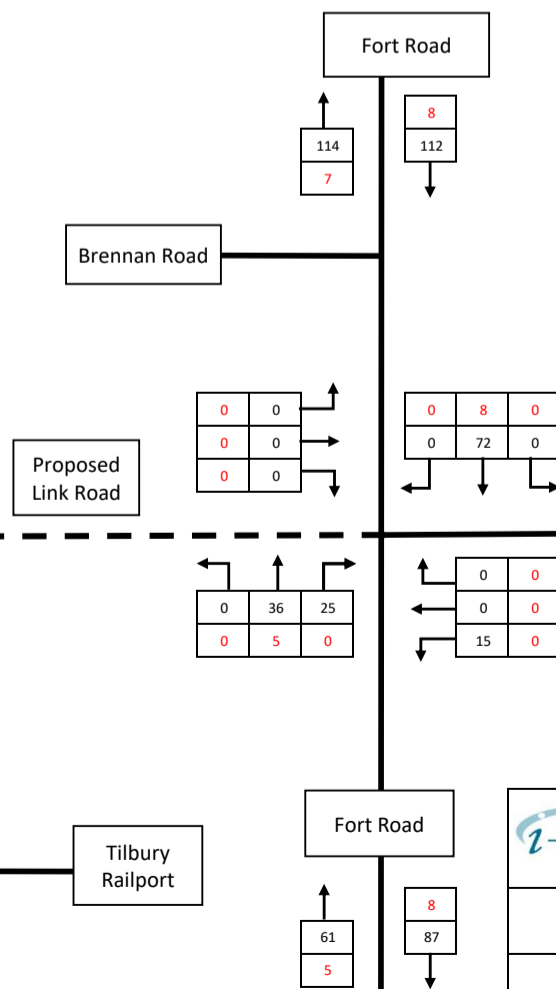 Fort Road
8
114 112
7
Brennan Road
0 0 0 8 0
0 0 0 72 0
0 0
Proposed
Link Road
0 0
0 36 25 0 0
0 5 0 15 0
Fort Road
Tilbury
Railport
i-
8
61 87
5